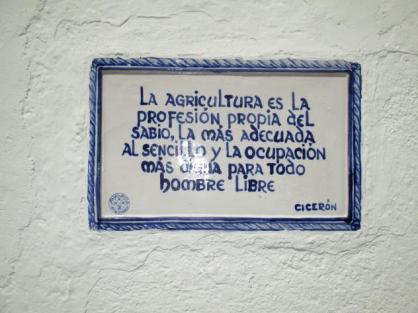 LA AGRICULTURA ES LA
PROFESIÓN PROPIA DEL
SABIO, LA MÁS ADECUADA
AL SENCILLO Y LA OCUPACIÓN
MÁS DIGNA PARA TODO
HOMBRE LIBRE
CICERÓN